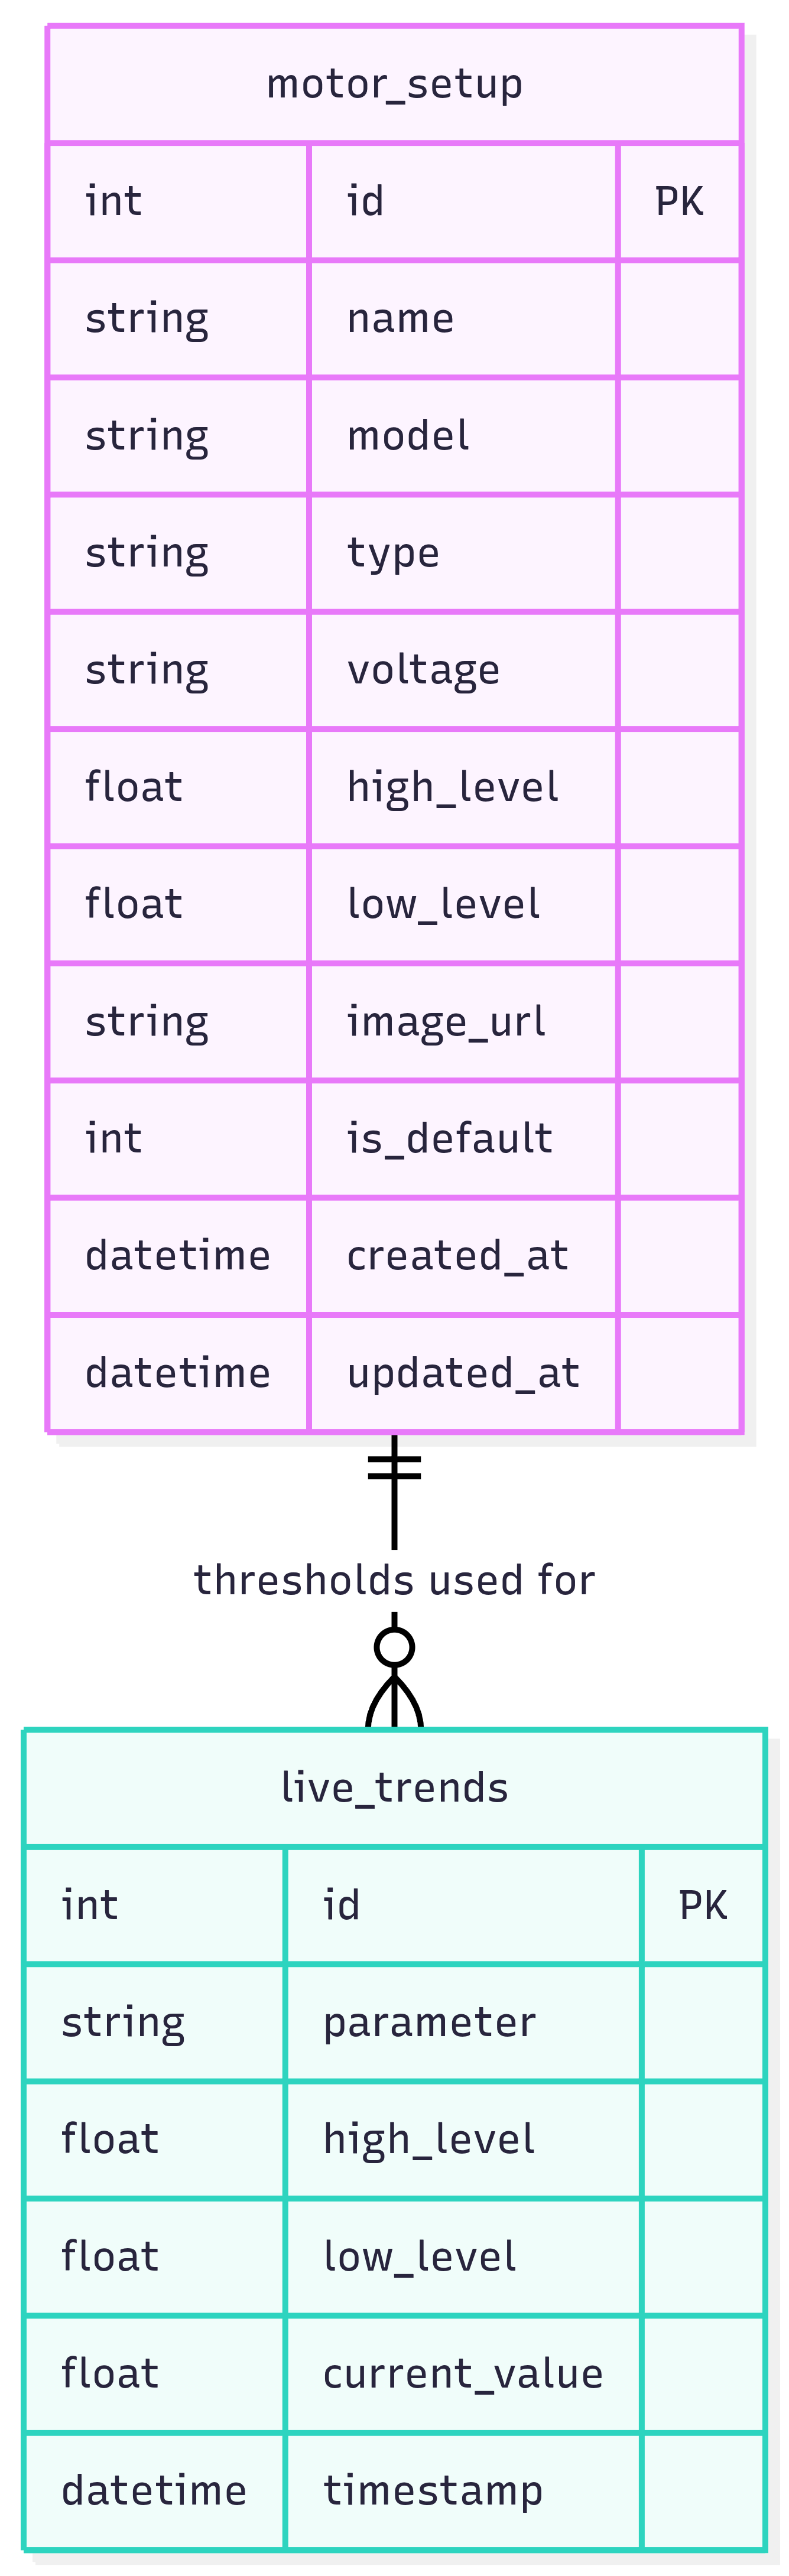 motor_setup
int id PK
string name
string model
string type
string voltage
float high_level
float low_level
string image_url
int is_default
datetime created_at
datetime updated_at
thresholds used for
live_trends
int id PK
string parameter
float high_level
float low_level
float current_value
datetime timestamp